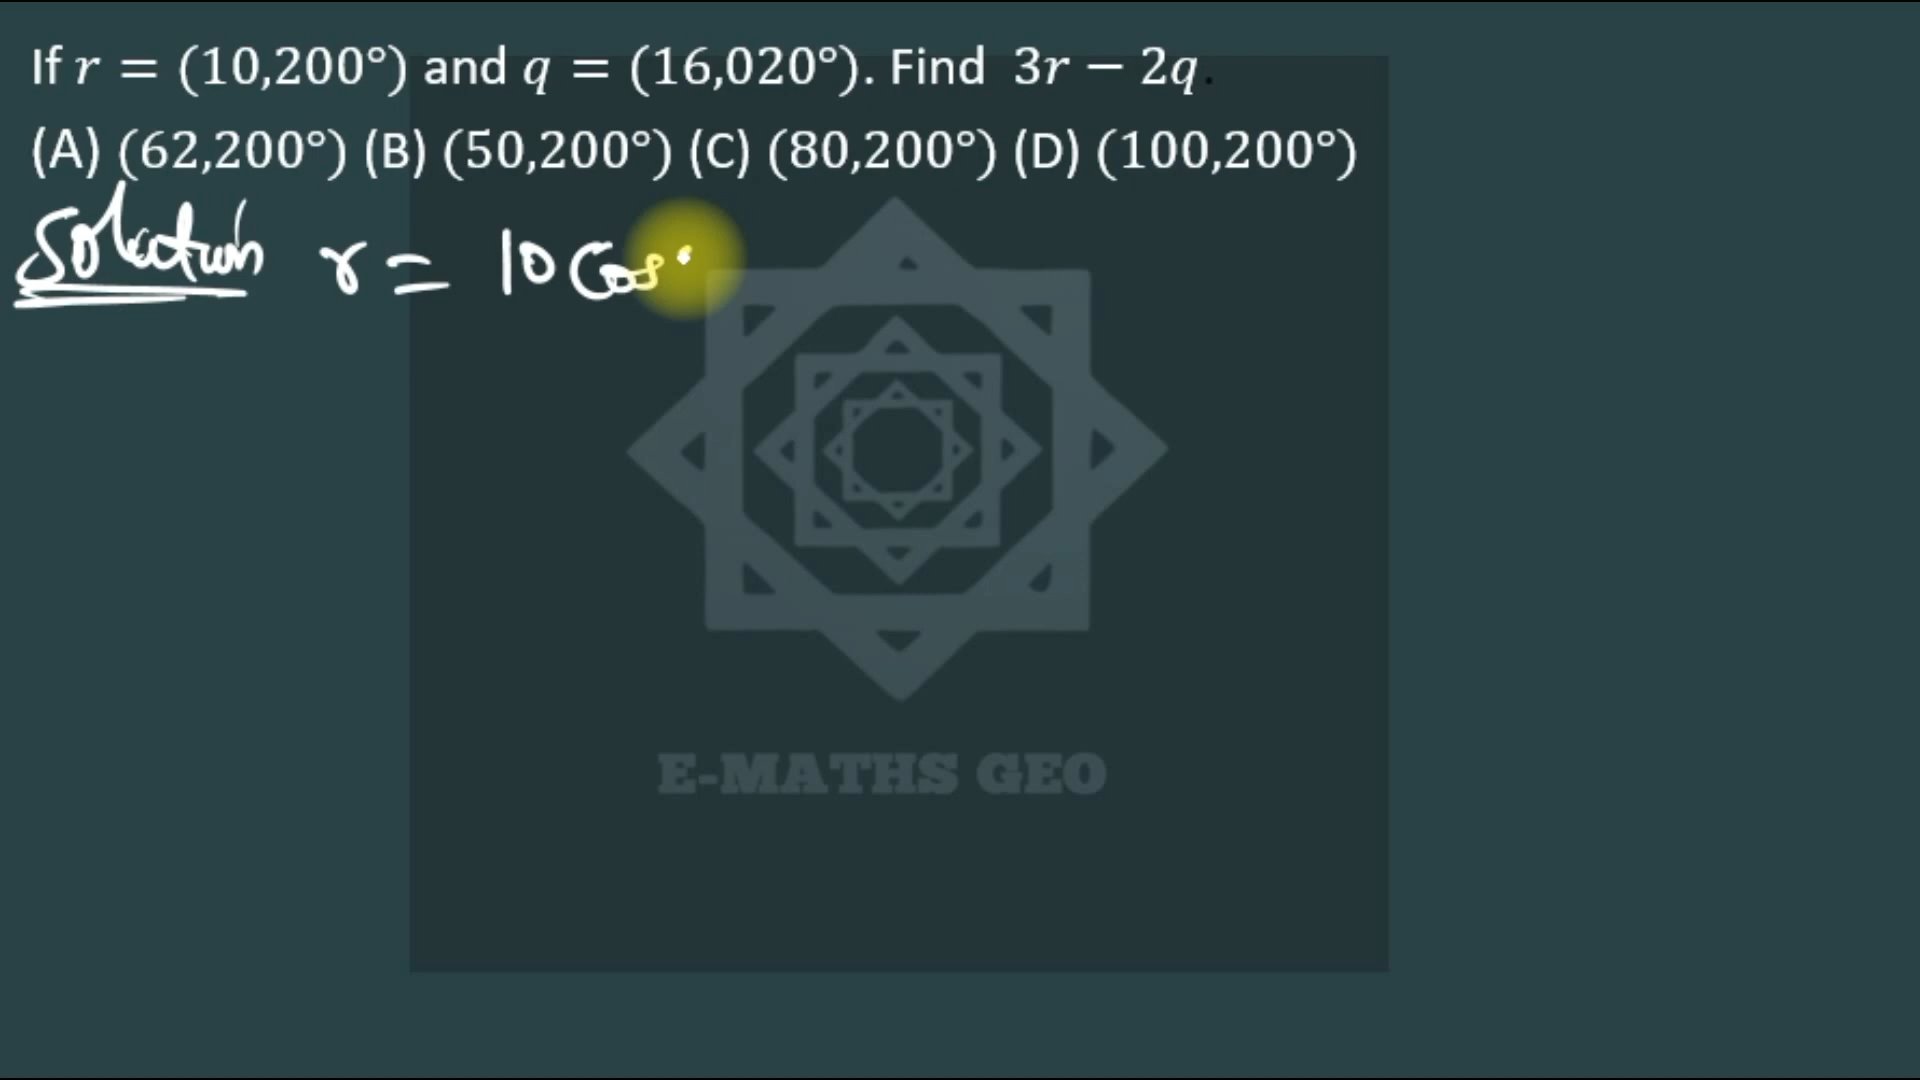 If r = (10,200°) and q = (16,020°). Find 3r − 2q.
(A) (62,200°) (B) (50,200°) (C) (80,200°) (D) (100,200°)
Solution r = 10 Cos
E-MATHS GEO